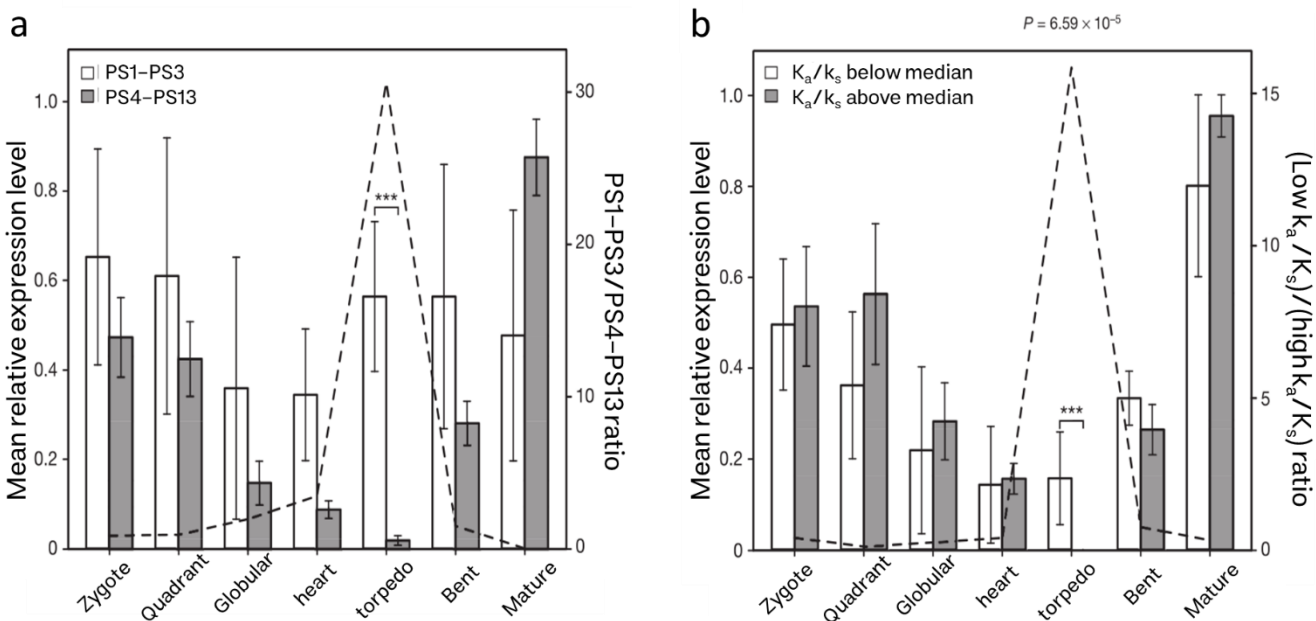 a
PS1–PS3
PS4–PS13
Mean relative expression level
1.0
0.8
0.6
0.4
0.2
0
***
30
20
10
0
PS1–PS3/PS4–PS13 ratio
Zygote
Quadrant
Globular
heart
torpedo
Bent
Mature
b
P = 6.59 × 10⁻⁵
Kₐ/kₛ below median
Kₐ/kₛ above median
Mean relative expression level
1.0
0.8
0.6
0.4
0.2
0
***
15
10
5
0
(Low kₐ/Kₛ)/(high kₐ/Kₛ) ratio
Zygote
Quadrant
Globular
heart
torpedo
Bent
Mature